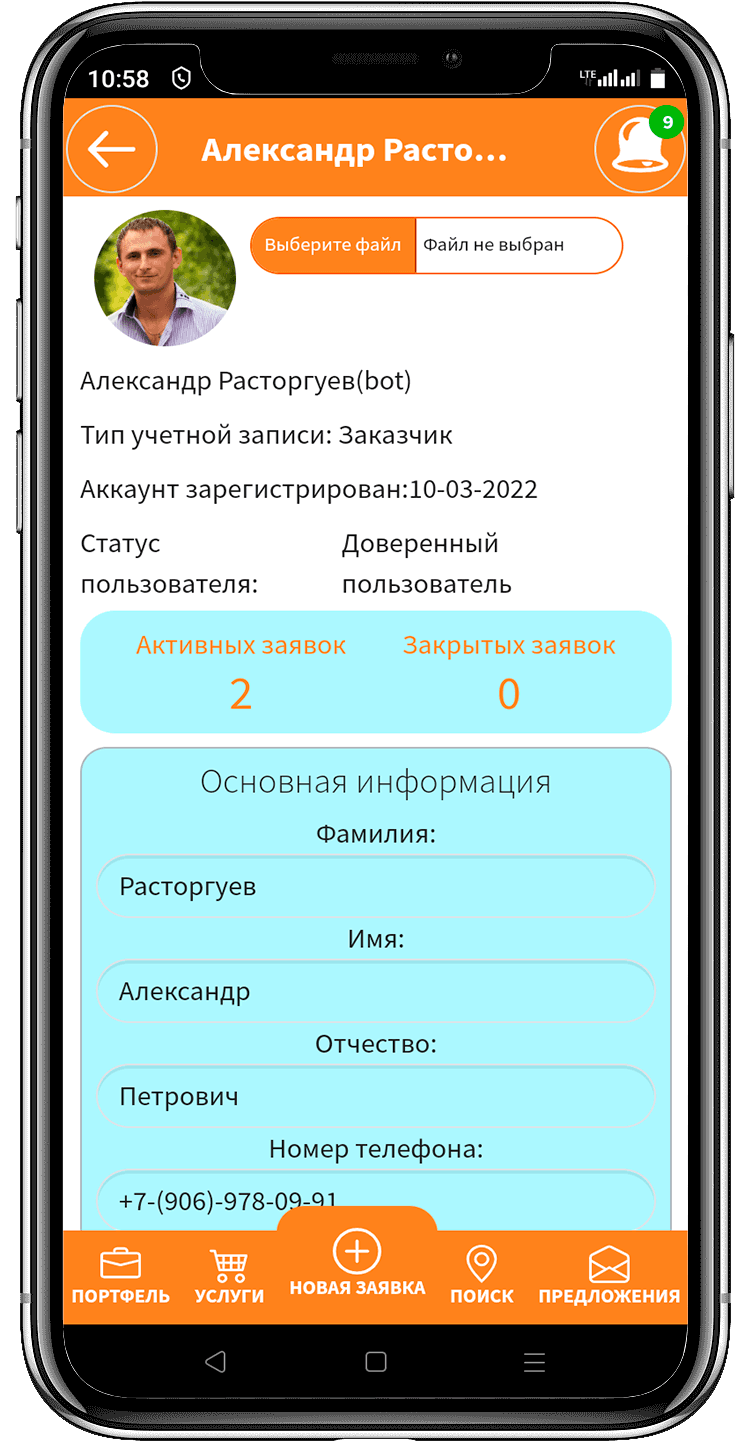 10:58
LTE
9
Александр Расто...
Выберите файл Файл не выбран
Александр Расторгуев(bot)
Тип учетной записи: Заказчик
Аккаунт зарегистрирован:10-03-2022
Статус Доверенный
пользователя: пользователь
Активных заявок Закрытых заявок
2 0
Основная информация
Фамилия:
Расторгуев
Имя:
Александр
Отчество:
Петрович
Номер телефона:
+7-(906)-978-09-91
ПОРТФЕЛЬ УСЛУГИ НОВАЯ ЗАЯВКА ПОИСК ПРЕДЛОЖЕНИЯ